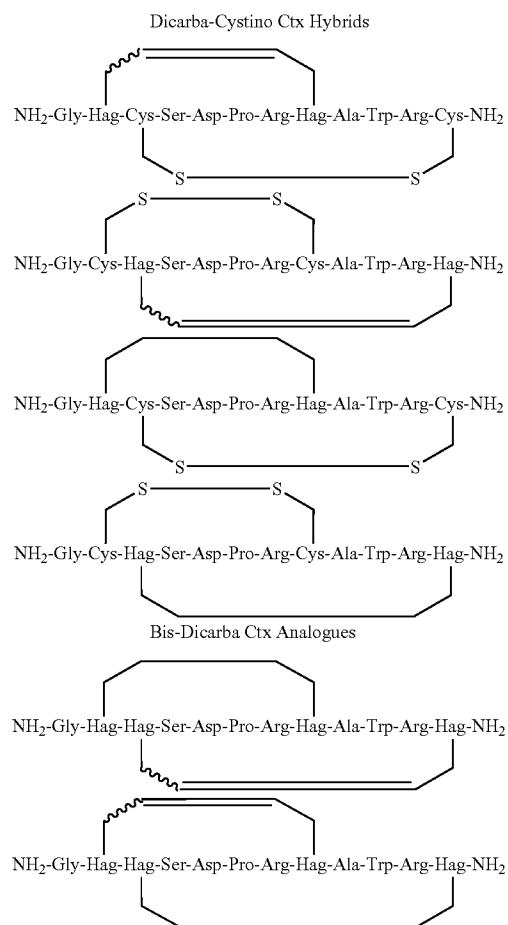 Dicarba-Cystino Ctx Hybrids
NH2-Gly-Hag-Cys-Ser-Asp-Pro-Arg-Hag-Ala-Trp-Arg-Cys-NH2
S S
S S
NH2-Gly-Cys-Hag-Ser-Asp-Pro-Arg-Cys-Ala-Trp-Arg-Hag-NH2
NH2-Gly-Hag-Cys-Ser-Asp-Pro-Arg-Hag-Ala-Trp-Arg-Cys-NH2
S S
S S
NH2-Gly-Cys-Hag-Ser-Asp-Pro-Arg-Cys-Ala-Trp-Arg-Hag-NH2
Bis-Dicarba Ctx Analogues
NH2-Gly-Hag-Hag-Ser-Asp-Pro-Arg-Hag-Ala-Trp-Arg-Hag-NH2
NH2-Gly-Hag-Hag-Ser-Asp-Pro-Arg-Hag-Ala-Trp-Arg-Hag-NH2